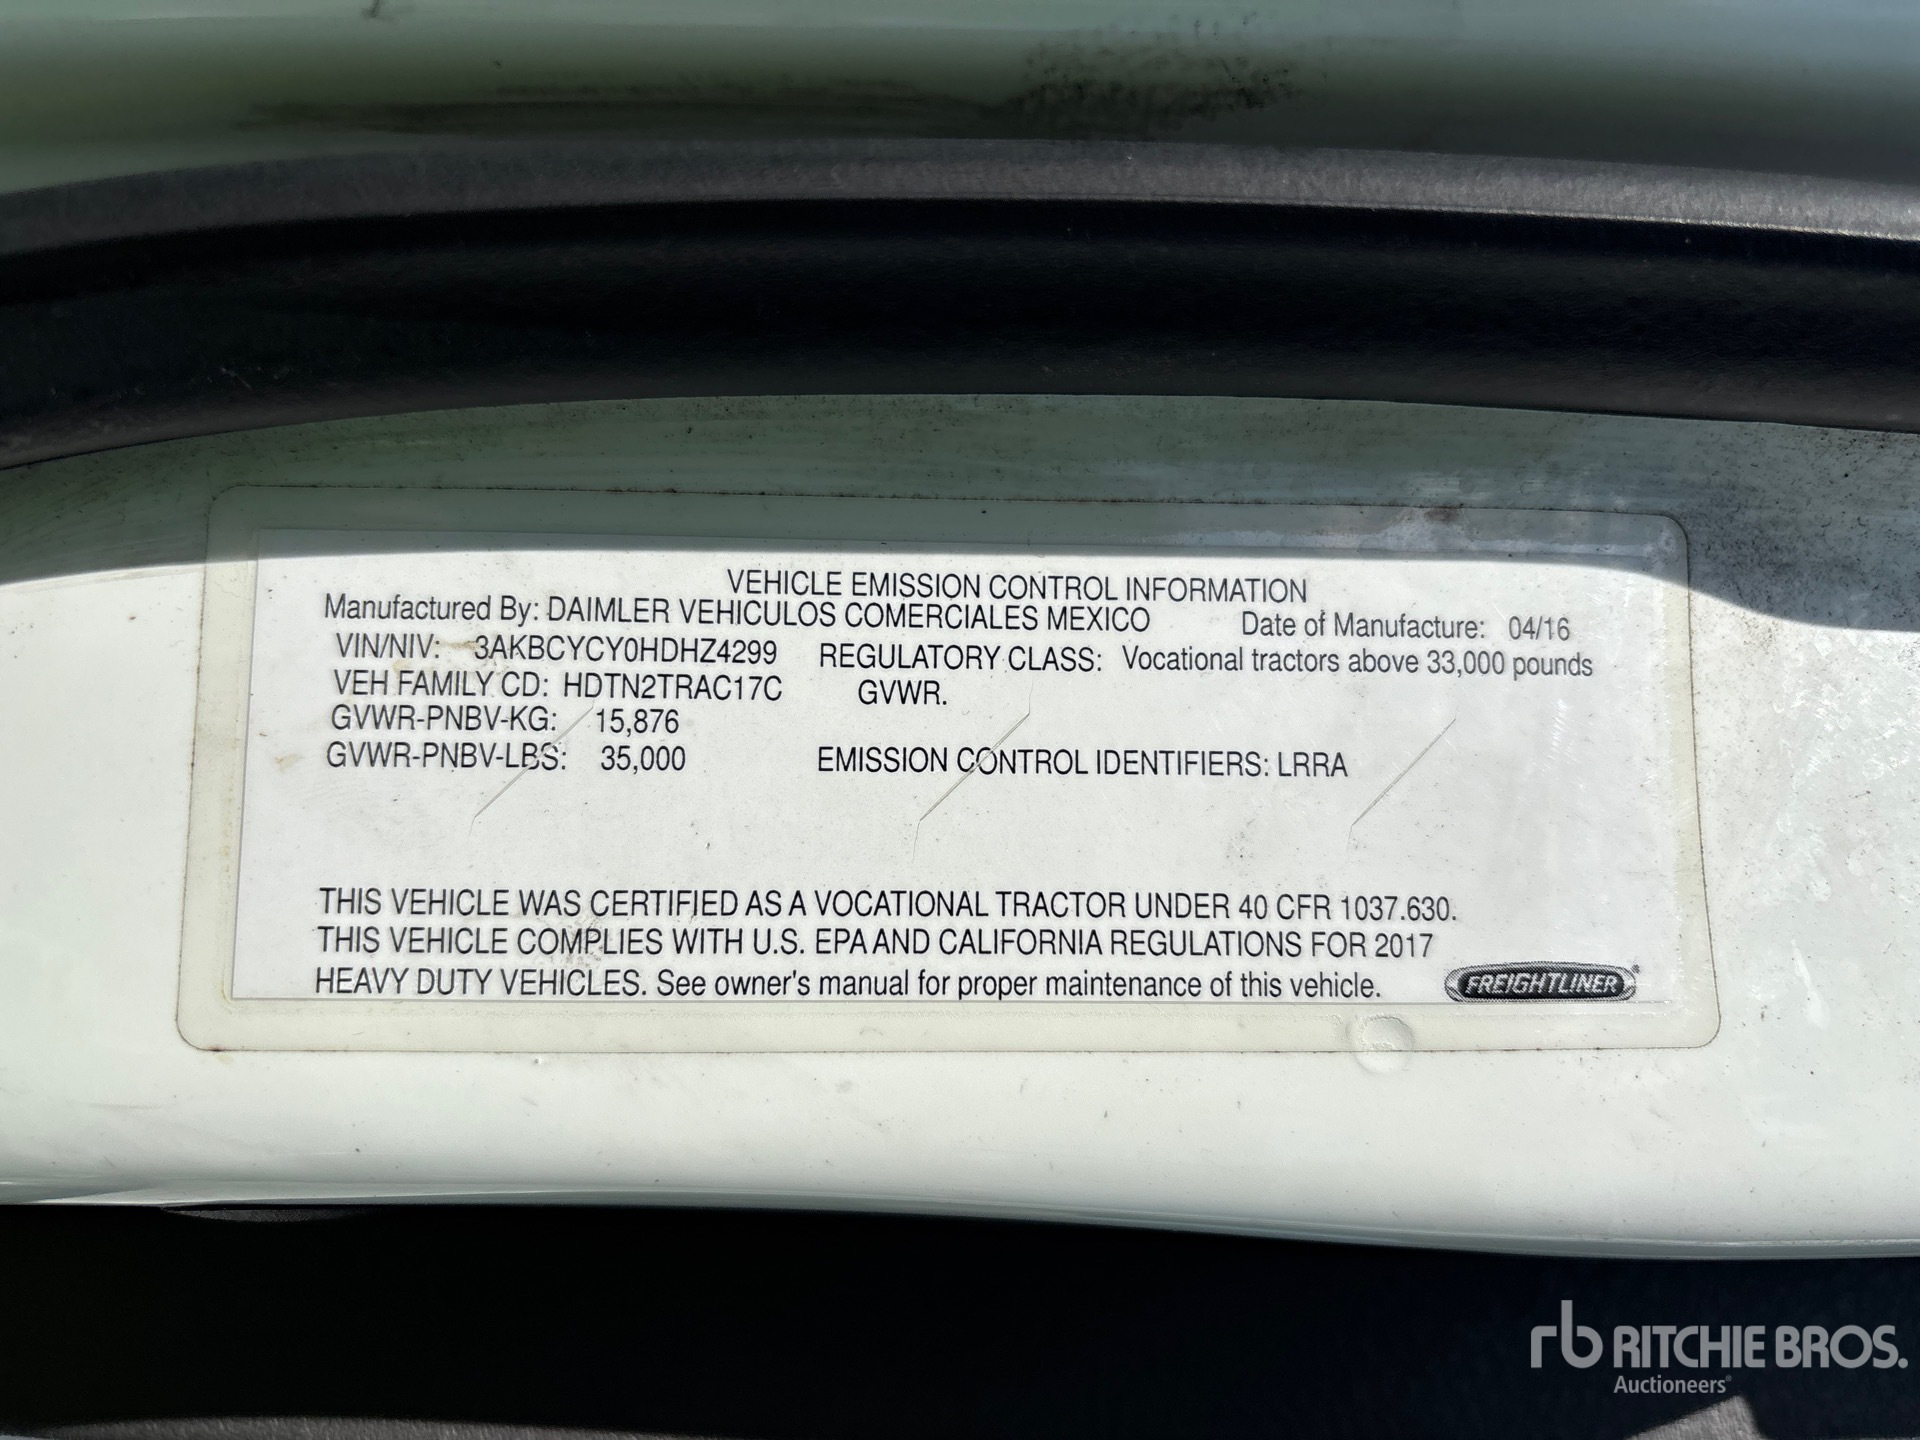 VEHICLE EMISSION CONTROL INFORMATION
Manufactured By: DAIMLER VEHICULOS COMERCIALES MEXICO Date of Manufacture: 04/16
VIN/NIV: 3AKBCYCY0HDHZ4299 REGULATORY CLASS: Vocational tractors above 33,000 pounds
VEH FAMILY CD: HDTN2TRAC17C GVWR.
GVWR-PNBV-KG: 15,876
GVWR-PNBV-LBS: 35,000 EMISSION CONTROL IDENTIFIERS: LRRA
THIS VEHICLE WAS CERTIFIED AS A VOCATIONAL TRACTOR UNDER 40 CFR 1037.630.
THIS VEHICLE COMPLIES WITH U.S. EPA AND CALIFORNIA REGULATIONS FOR 2017
HEAVY DUTY VEHICLES. See owner's manual for proper maintenance of this vehicle.
FREIGHTLINER®
rb RITCHIE BROS.
Auctioneers®